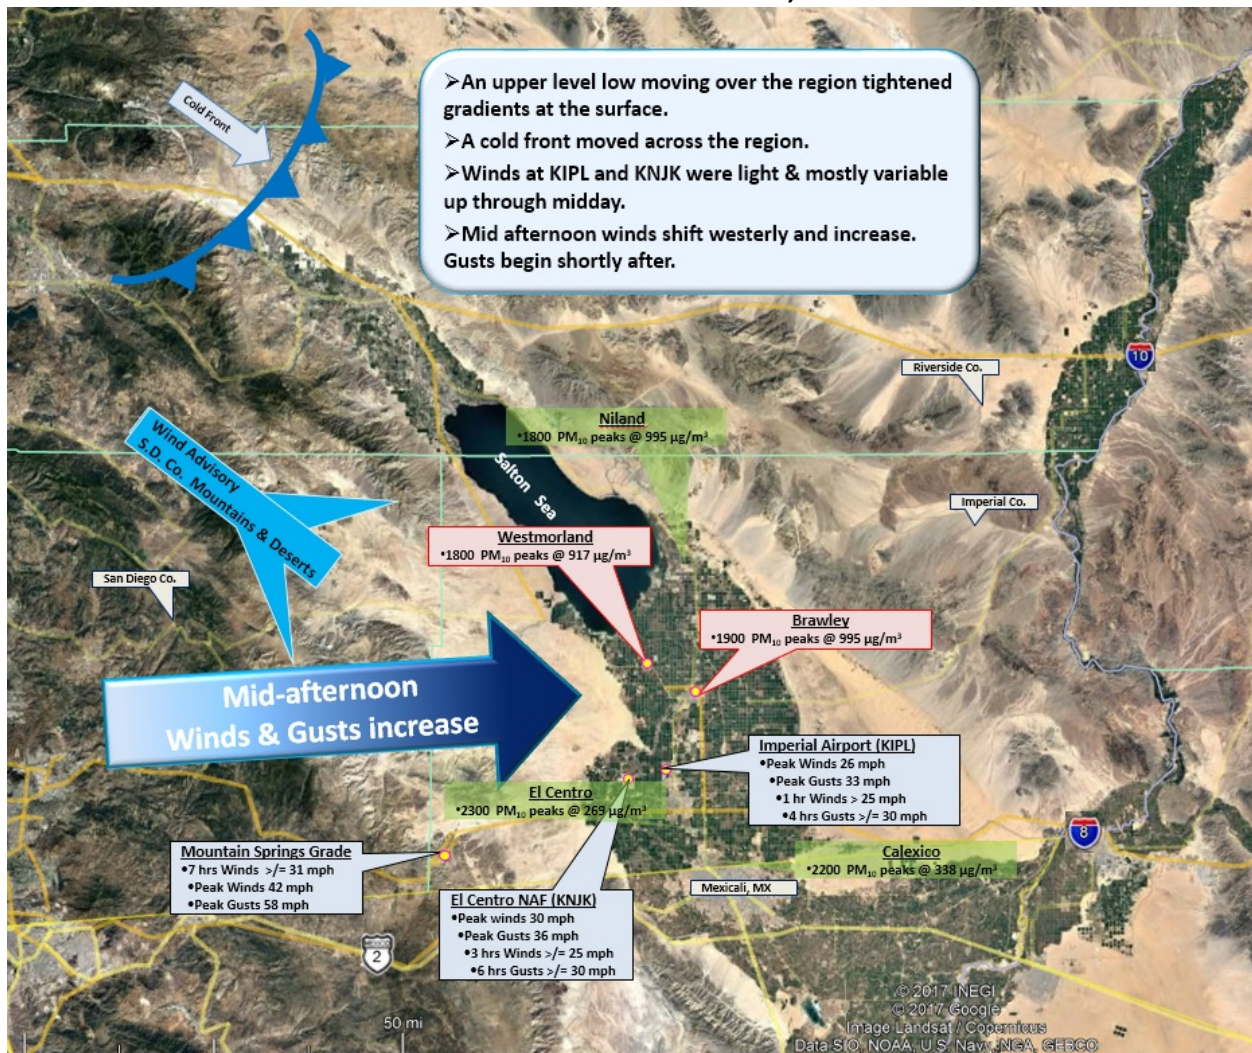 ➢An upper level low moving over the region tightened
gradients at the surface.
➢A cold front moved across the region.
➢Winds at KIPL and KNJK were light & mostly variable
up through midday.
➢Mid afternoon winds shift westerly and increase.
Gusts begin shortly after.
Cold Front
10
Riverside Co.
Niland
•1800 PM₁₀ peaks @ 995 µg/m³
Wind Advisory
S.D. Co. Mountains & Deserts
Salton Sea
Imperial Co.
Westmorland
•1800 PM₁₀ peaks @ 917 µg/m³
San Diego Co.
Brawley
•1900 PM₁₀ peaks @ 995 µg/m³
Mid-afternoon
Winds & Gusts increase
Imperial Airport (KIPL)
•Peak Winds 26 mph
•Peak Gusts 33 mph
•1 hr Winds > 25 mph
•4 hrs Gusts >/= 30 mph
El Centro
•2300 PM₁₀ peaks @ 269 µg/m³
8
Mountain Springs Grade
•7 hrs Winds >/= 31 mph
•Peak Winds 42 mph
•Peak Gusts 58 mph
Calexico
•2200 PM₁₀ peaks @ 338 µg/m³
Mexicali, MX
El Centro NAF (KNJK)
•Peak winds 30 mph
•Peak Gusts 36 mph
•3 hrs Winds >/= 25 mph
•6 hrs Gusts >/= 30 mph
MEXICO
2
50 mi
© 2017 INEGI
© 2017 Google
Image Landsat / Copernicus
Data SIO, NOAA, U.S. Navy, NGA, GEBCO